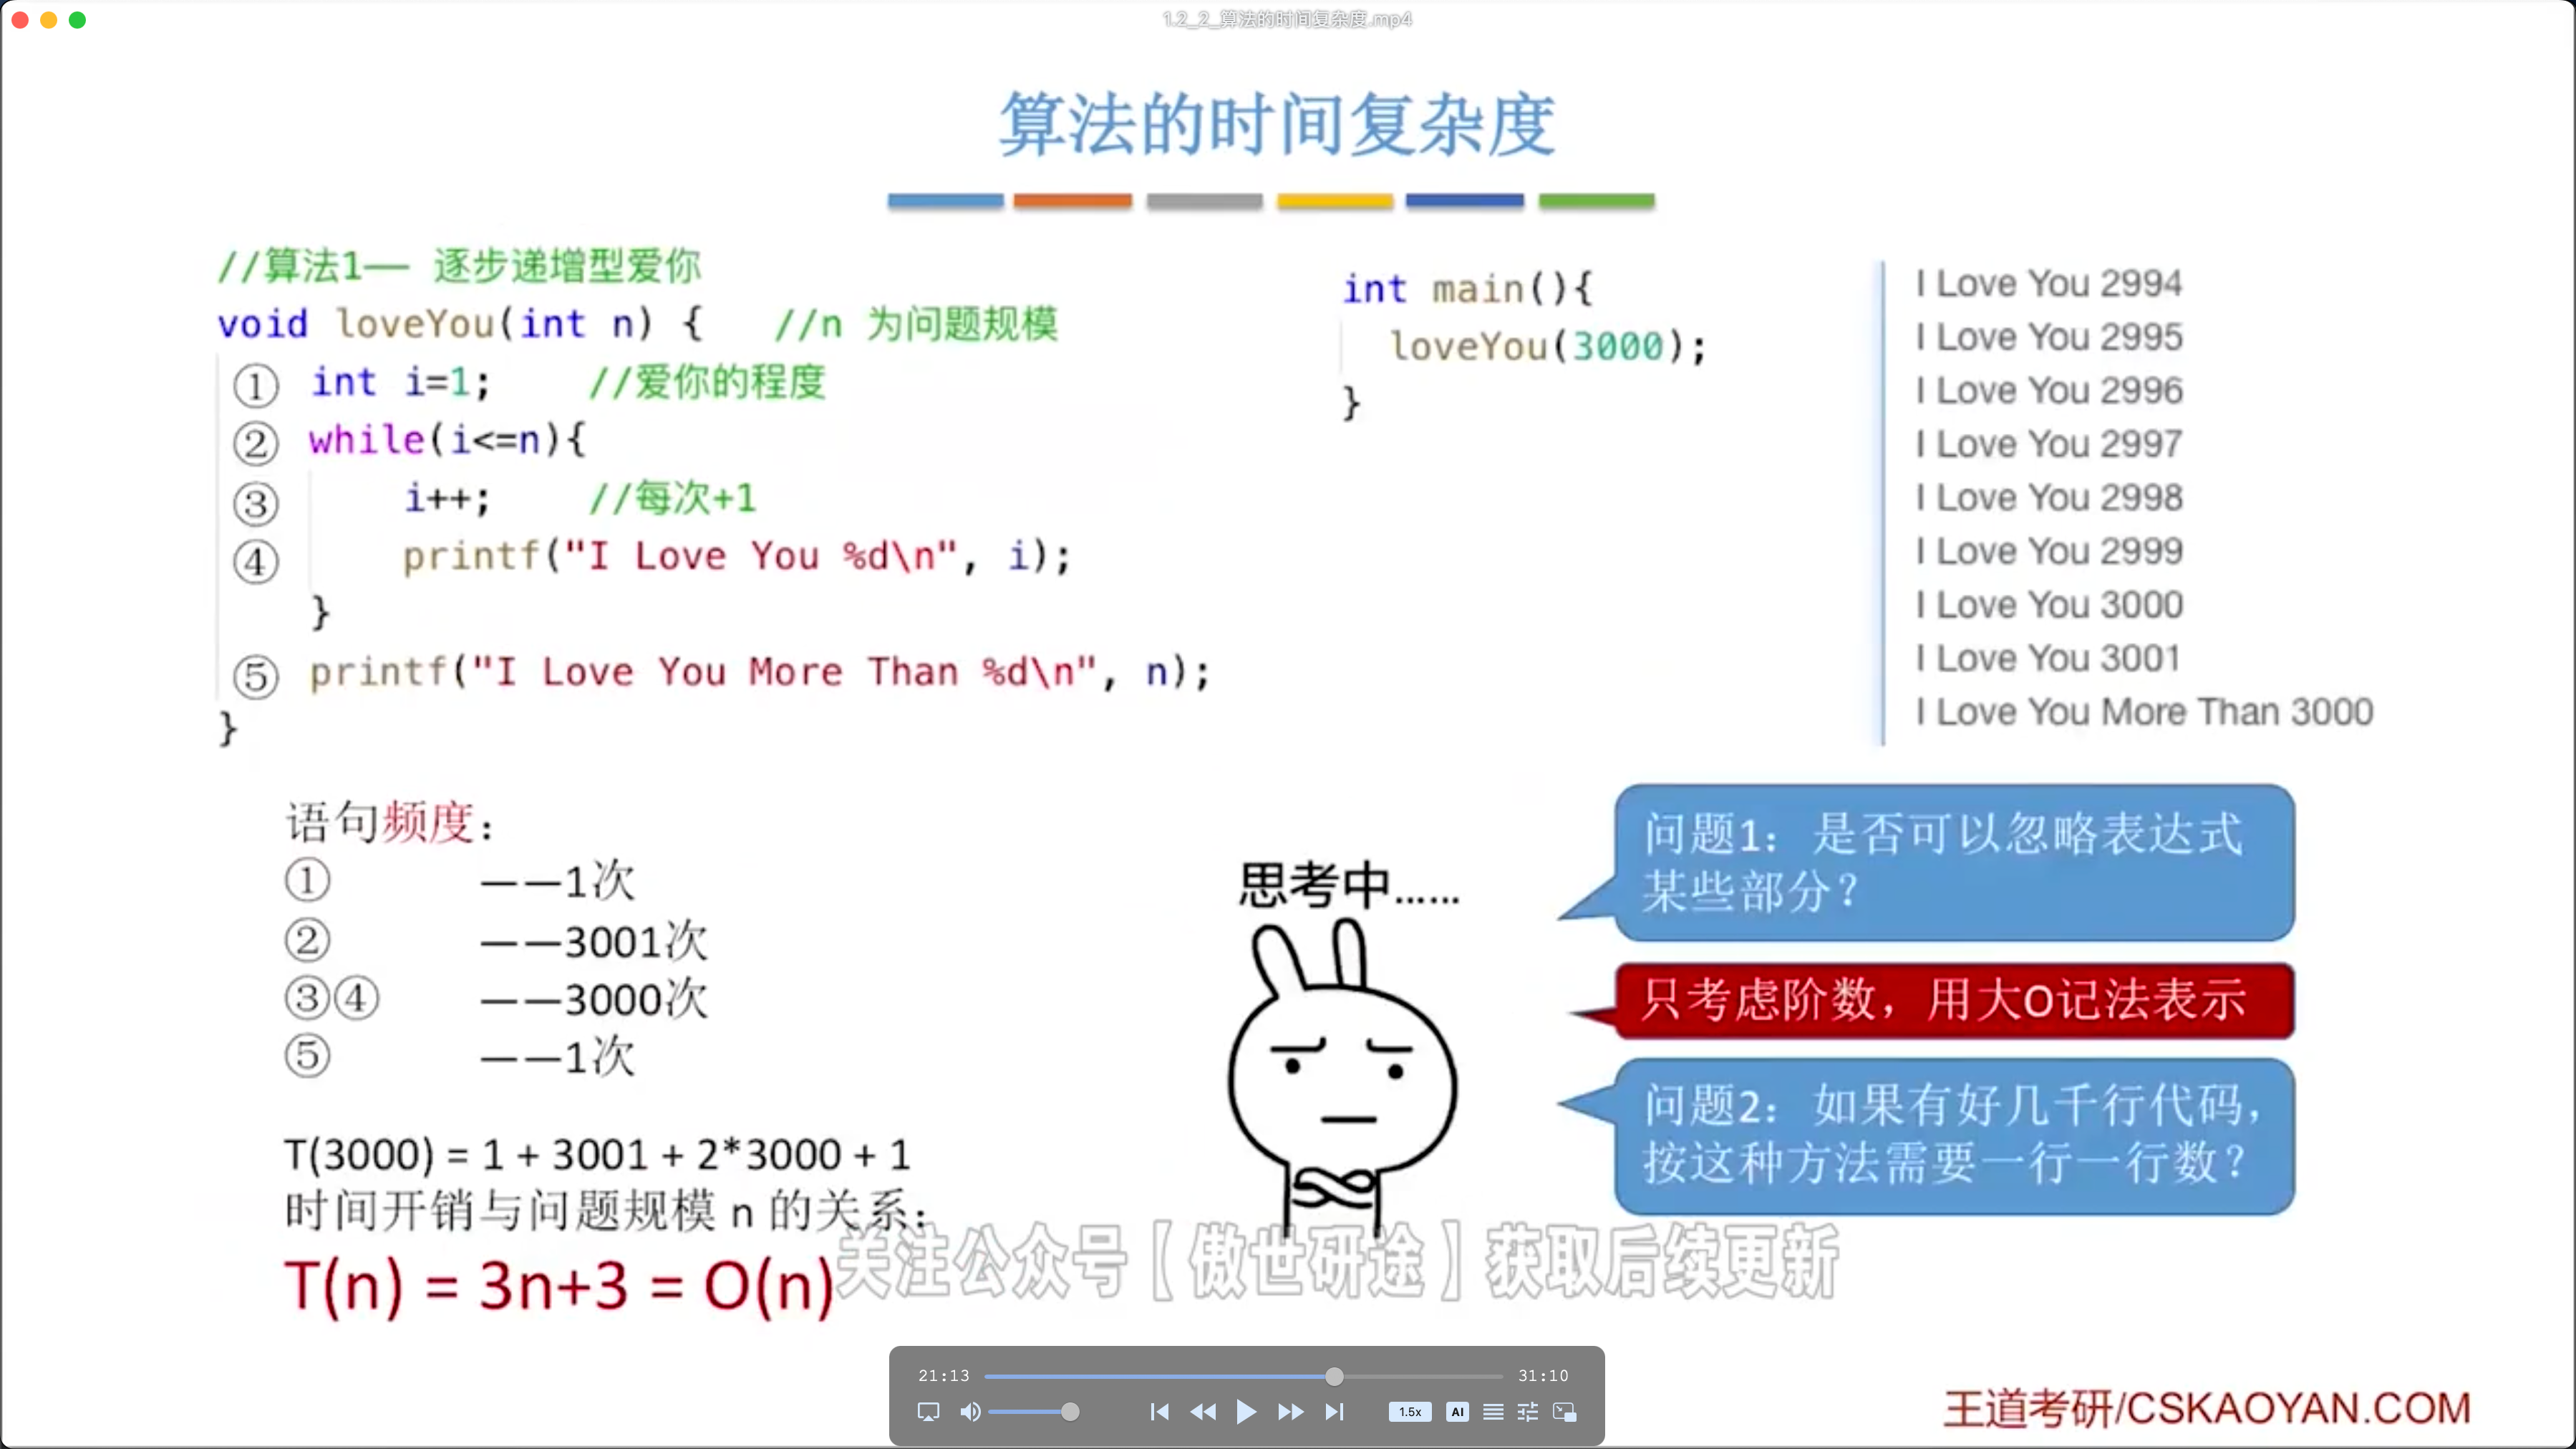 1.2_2_算法的时间复杂度.mp4
算法的时间复杂度
//算法1—— 逐步递增型爱你
void loveYou(int n) {   //n 为问题规模
① int i=1;    //爱你的程度
② while(i<=n){
③ i++;    //每次+1
④ printf("I Love You %d\n", i);
}
⑤ printf("I Love You More Than %d\n", n);
}
int main(){
loveYou(3000);
}
I Love You 2994
I Love You 2995
I Love You 2996
I Love You 2997
I Love You 2998
I Love You 2999
I Love You 3000
I Love You 3001
I Love You More Than 3000
语句频度：
① ——1次
② ——3001次
③④ ——3000次
⑤ ——1次
T(3000) = 1 + 3001 + 2*3000 + 1
时间开销与问题规模 n 的关系：
T(n) = 3n+3 = O(n)
思考中……
问题1：是否可以忽略表达式
某些部分？
只考虑阶数，用大O记法表示
问题2：如果有好几千行代码，
按这种方法需要一行一行数？
关注公众号【傲世研途】获取后续更新
21:13
31:10
1.5x
AI
王道考研/CSKAOYAN.COM